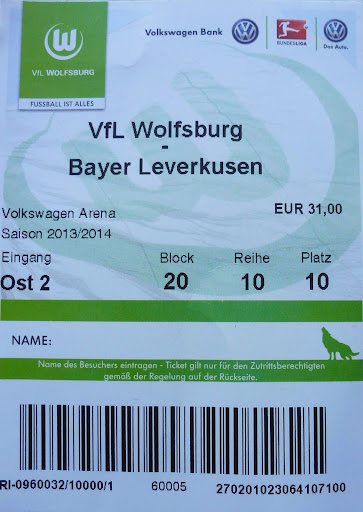 Volkswagen Bank
BUNDESLIGA
Das Auto.
VfL WOLFSBURG
FUSSBALL IST ALLES
VfL Wolfsburg
-
Bayer Leverkusen
Volkswagen Arena EUR 31,00
Saison 2013/2014
Eingang Block Reihe Platz
Ost 2 20 10 10
NAME:
Name des Besuchers eintragen - Ticket gilt nur für den Zutrittsberechtigten
gemäß der Regelung auf der Rückseite.
RI-0960032/10000/1 60005 270201023064107100